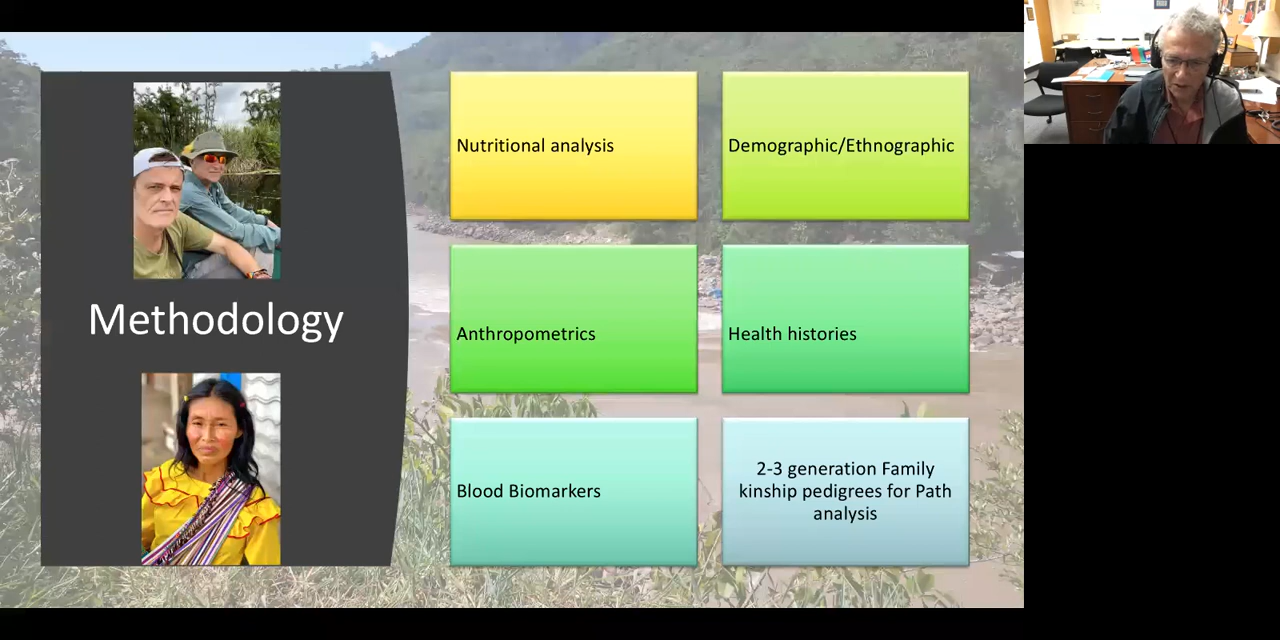 Methodology
Nutritional analysis
Demographic/Ethnographic
Anthropometrics
Health histories
Blood Biomarkers
2-3 generation Family
kinship pedigrees for Path
analysis